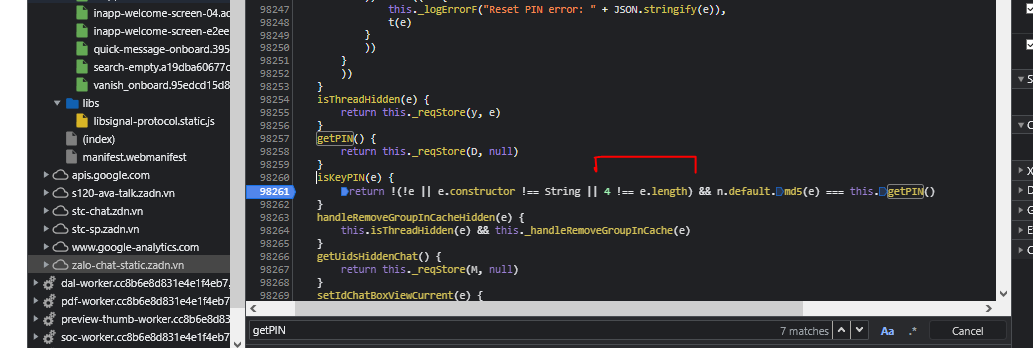 inapp-welcome-screen-04.ac
inapp-welcome-screen-e2ee
quick-message-onboard.395
search-empty.a19dba60677c
vanish_onboard.95edcd15d8
libs
libsignal-protocol.static.js
(index)
manifest.webmanifest
apis.google.com
s120-ava-talk.zadn.vn
stc-chat.zdn.vn
stc-sp.zadn.vn
www.google-analytics.com
zalo-chat-static.zadn.vn
dal-worker.cc8b6e8d831e4e1f4eb7
pdf-worker.cc8b6e8d831e4e1f4eb7
preview-thumb-worker.cc8b6e8d831
soc-worker.cc8b6e8d831e4e1f4eb7.
98247 this._logErrorF("Reset PIN error: " + JSON.stringify(e)),
98248 t(e)
98249 }
98250 ))
98251 }
98252 ))
98253 }
98254 isThreadHidden(e) {
98255 return this._reqStore(y, e)
98256 }
98257 getPIN() {
98258 return this._reqStore(D, null)
98259 }
98260 isKeyPIN(e) {
98261 return !(!e || e.constructor !== String || 4 !== e.length) && n.default.md5(e) === this.getPIN()
98262 }
98263 handleRemoveGroupInCacheHidden(e) {
98264 this.isThreadHidden(e) && this._handleRemoveGroupInCache(e)
98265 }
98266 getUidsHiddenChat() {
98267 return this._reqStore(M, null)
98268 }
98269 setIdChatBoxViewCurrent(e) {
getPIN 7 matches Aa .* Cancel
S
C
X
D
G
E
C